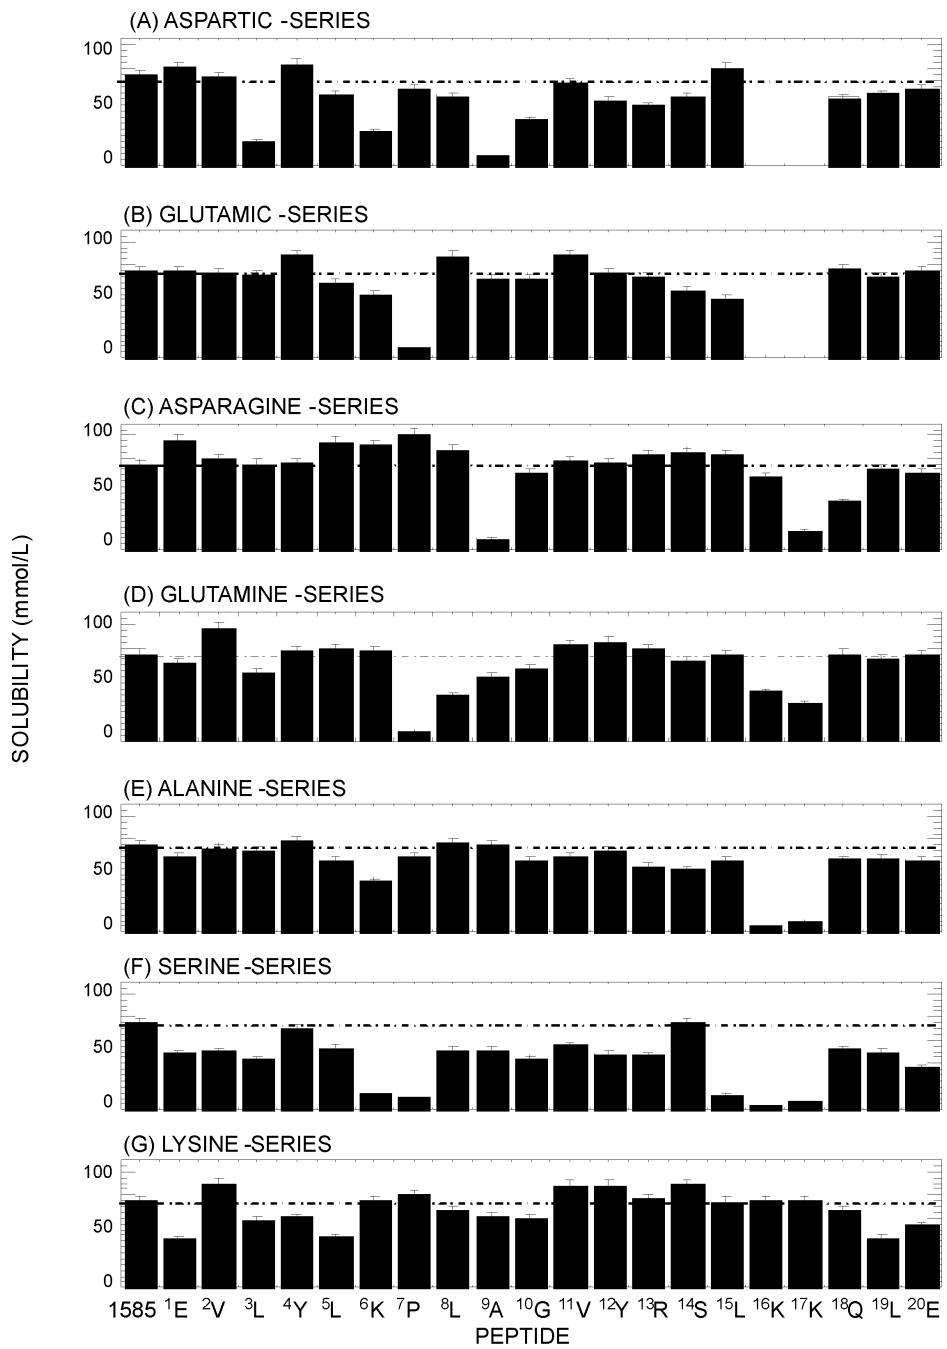 (A) ASPARTIC -SERIES
100
50
0
(B) GLUTAMIC -SERIES
100
50
0
(C) ASPARAGINE -SERIES
100
50
0
(D) GLUTAMINE -SERIES
100
50
0
(E) ALANINE -SERIES
100
50
0
(F) SERINE -SERIES
100
50
0
(G) LYSINE -SERIES
100
50
0
SOLUBILITY (mmol/L)
1585 ¹E ²V ³L ⁴Y ⁵L ⁶K ⁷P ⁸L ⁹A ¹⁰G ¹¹V ¹²Y ¹³R ¹⁴S ¹⁵L ¹⁶K ¹⁷K ¹⁸Q ¹⁹L ²⁰E
PEPTIDE